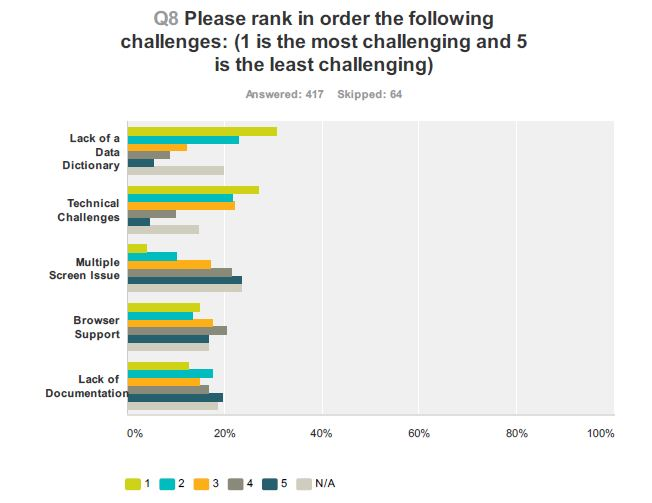 Q8 Please rank in order the following
challenges: (1 is the most challenging and 5
is the least challenging)
Answered: 417 Skipped: 64
Lack of a
Data
Dictionary
Technical
Challenges
Multiple
Screen Issue
Browser
Support
Lack of
Documentation
0% 20% 40% 60% 80% 100%
1 2 3 4 5 N/A